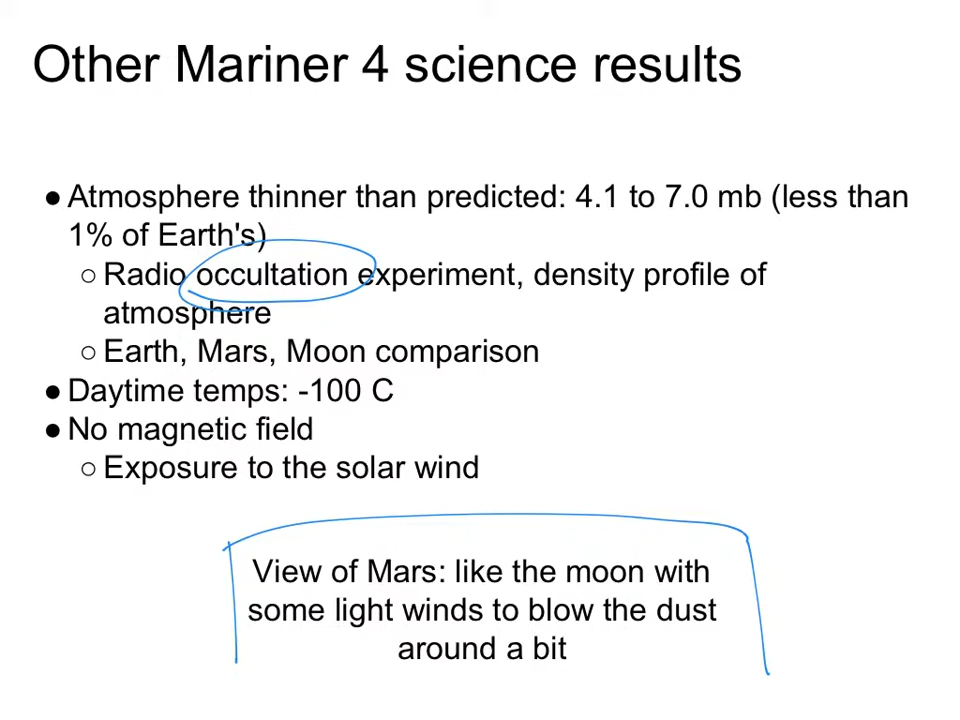 Other Mariner 4 science results
● Atmosphere thinner than predicted: 4.1 to 7.0 mb (less than
1% of Earth's)
○ Radio occultation experiment, density profile of
atmosphere
○ Earth, Mars, Moon comparison
● Daytime temps: -100 C
● No magnetic field
○ Exposure to the solar wind
View of Mars: like the moon with
some light winds to blow the dust
around a bit